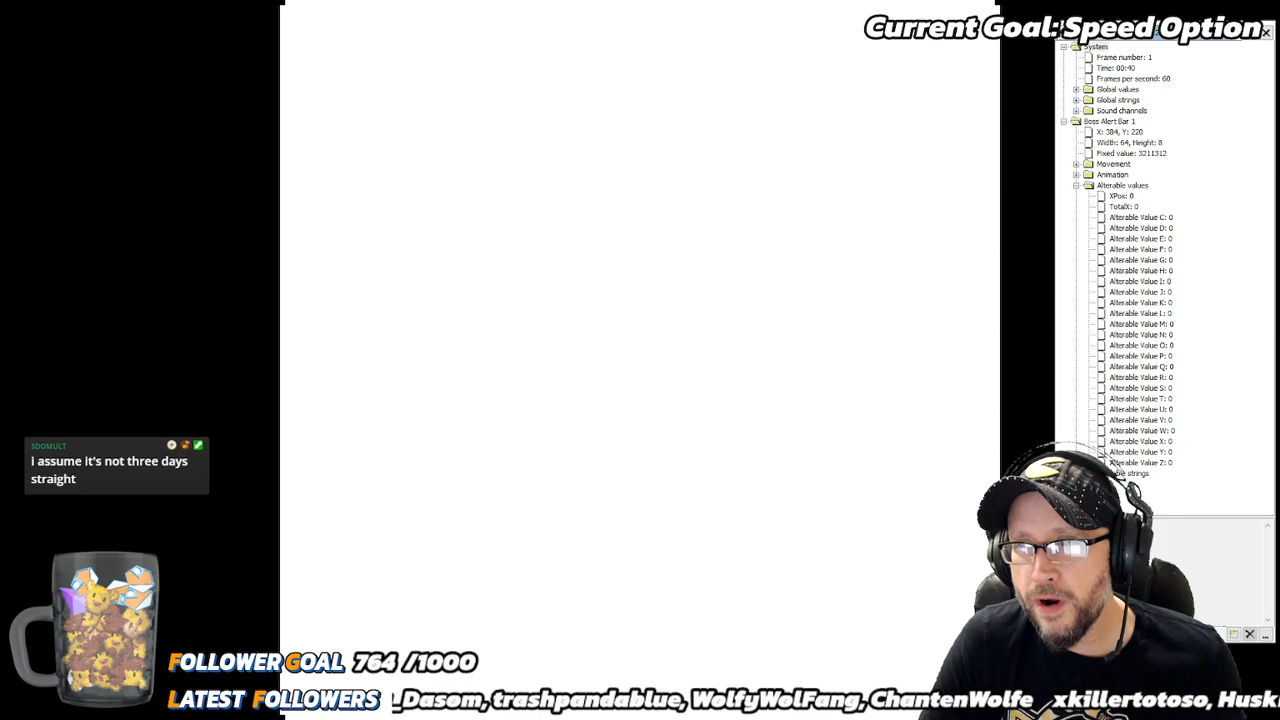 Current Goal: Speed Option
System
Frame number: 1
Time: 00:40
Frames per second: 60
Global values
Global strings
Sound channels
Boss Alert Bar 1
X: 384, Y: 220
Width: 64, Height: 8
Fixed value: 3211312
Movement
Animation
Alterable values
XPos: 0
TotalX: 0
Alterable Value C: 0
Alterable Value D: 0
Alterable Value E: 0
Alterable Value F: 0
Alterable Value G: 0
Alterable Value H: 0
Alterable Value I: 0
Alterable Value J: 0
Alterable Value K: 0
Alterable Value L: 0
Alterable Value M: 0
Alterable Value N: 0
Alterable Value O: 0
Alterable Value P: 0
Alterable Value Q: 0
Alterable Value R: 0
Alterable Value S: 0
Alterable Value T: 0
Alterable Value U: 0
Alterable Value V: 0
Alterable Value W: 0
Alterable Value X: 0
Alterable Value Y: 0
Alterable Value Z: 0
strings
SDOMULT
i assume it's not three days
straight
FOLLOWER GOAL 764 /1000
LATEST FOLLOWERS _Dasom, trashpandablue, WolfyWolFang, ChantenWolfe xkillertotoso, Husk